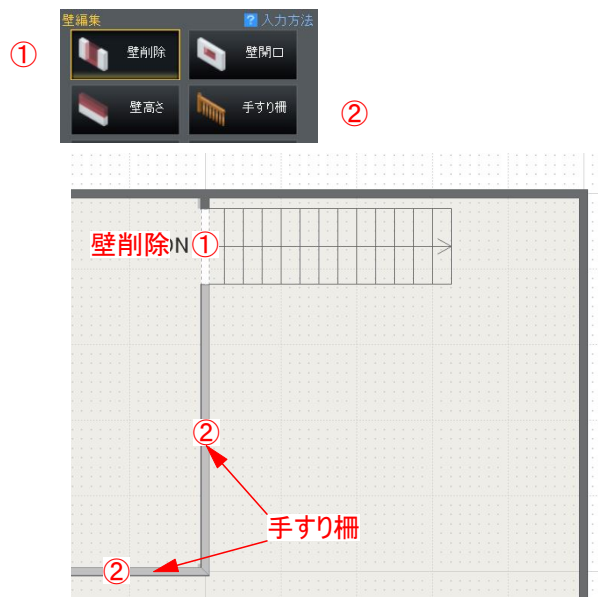 壁編集 ? 入力方法
① 壁削除 壁開口
壁高さ 手すり柵 ②
壁削除 ON ①
②
手すり柵
②